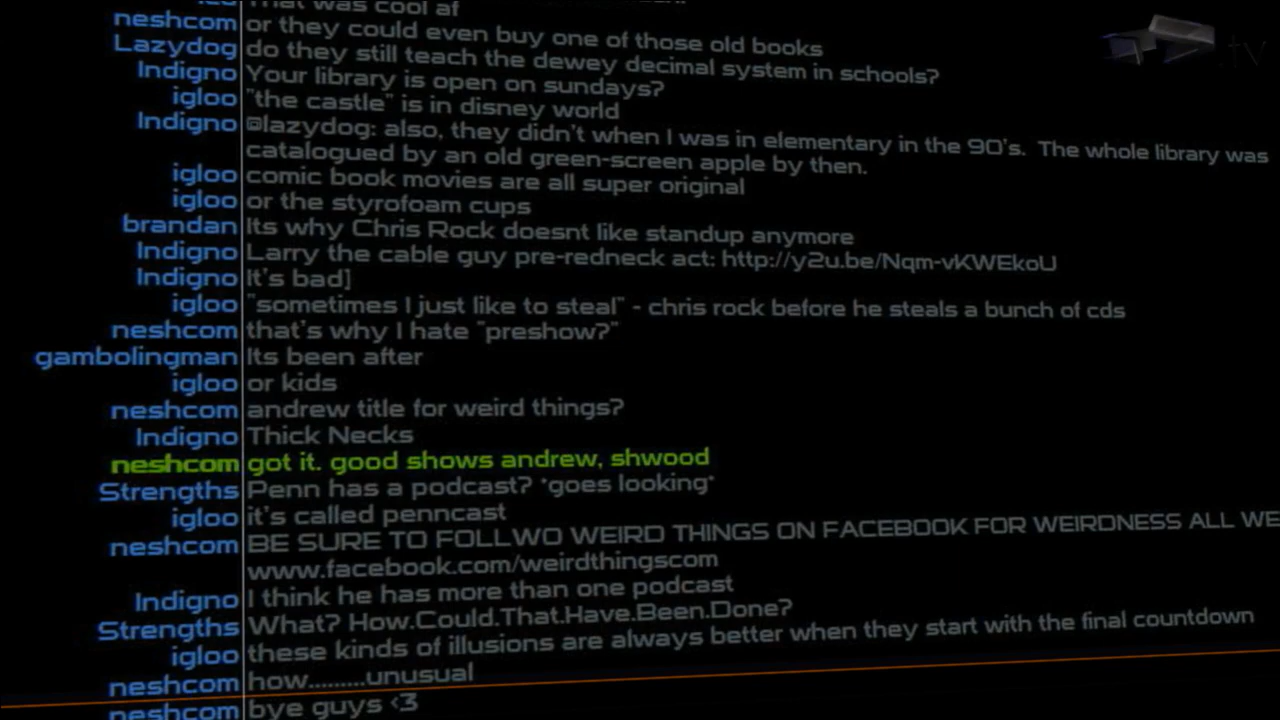 That was cool af
neshcom or they could even buy one of those old books
Lazydog do they still teach the dewey decimal system in schools?
Indigno Your library is open on sundays?
igloo "the castle" is in disney world
Indigno @lazydog: also, they didn't when I was in elementary in the 90's. The whole library was
catalogued by an old green-screen apple by then.
igloo comic book movies are all super original
igloo or the styrofoam cups
brandan Its why Chris Rock doesnt like standup anymore
Indigno Larry the cable guy pre-redneck act: http://y2u.be/Nqm-vKWEkoU
Indigno It's bad]
igloo "sometimes I just like to steal" - chris rock before he steals a bunch of cds
neshcom that's why I hate "preshow?"
gambolingman Its been after
igloo or kids
neshcom andrew title for weird things?
Indigno Thick Necks
neshcom got it. good shows andrew, shwood
Strengths Penn has a podcast? *goes looking*
igloo it's called penncast
neshcom BE SURE TO FOLLWO WEIRD THINGS ON FACEBOOK FOR WEIRDNESS ALL WE
www.facebook.com/weirdthingscom
Indigno I think he has more than one podcast
Strengths What? How.Could.That.Have.Been.Done?
igloo these kinds of illusions are always better when they start with the final countdown
neshcom how.........unusual
neshcom bye guys <3
.tv